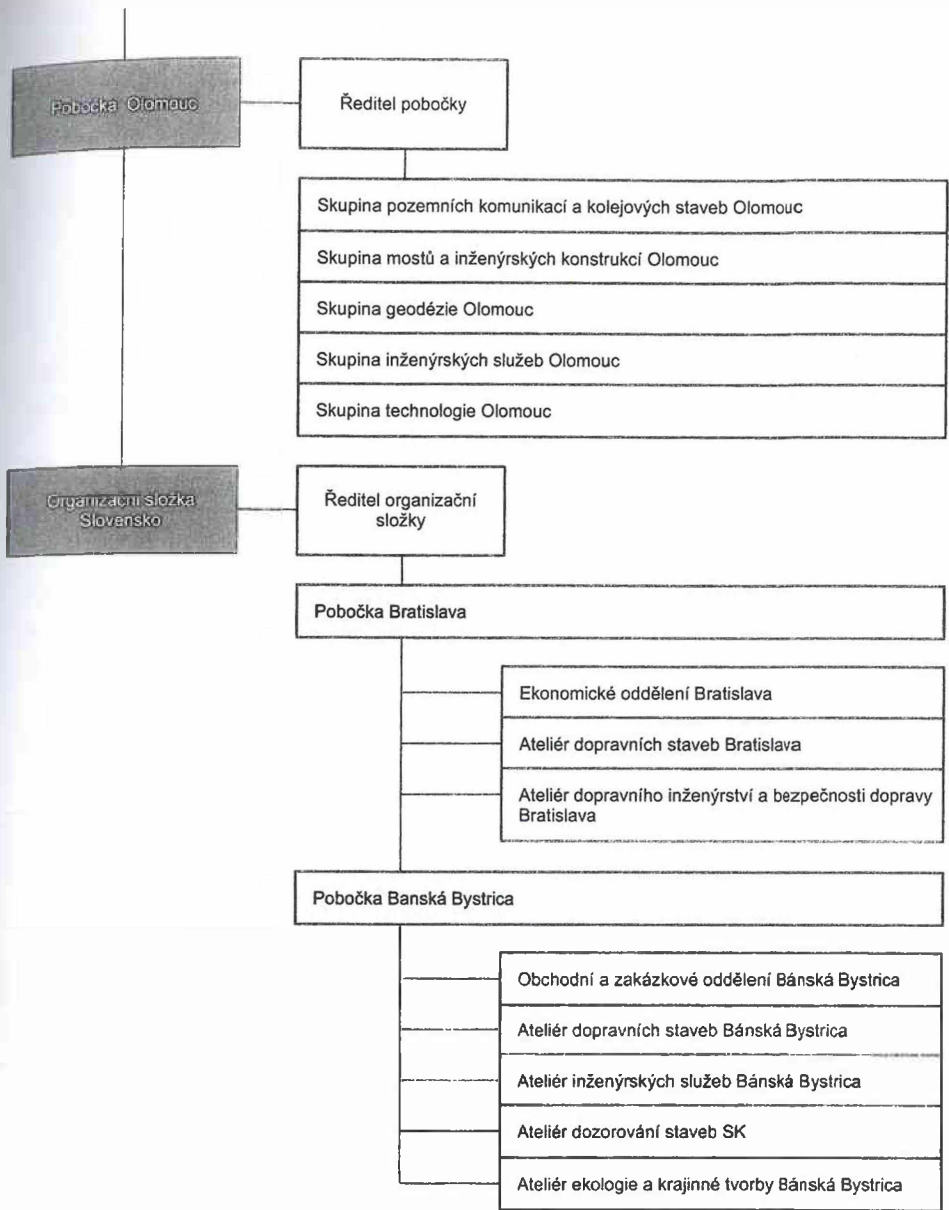 Pobočka Olomouc
Ředitel pobočky
Skupina pozemních komunikací a kolejových staveb Olomouc
Skupina mostů a inženýrských konstrukcí Olomouc
Skupina geodézie Olomouc
Skupina inženýrských služeb Olomouc
Skupina technologie Olomouc
Organizační složka
Slovensko
Ředitel organizační
složky
Pobočka Bratislava
Ekonomické oddělení Bratislava
Ateliér dopravních staveb Bratislava
Ateliér dopravního inženýrství a bezpečnosti dopravy
Bratislava
Pobočka Banská Bystrica
Obchodní a zakázkové oddělení Bánská Bystrica
Ateliér dopravních staveb Bánská Bystrica
Ateliér inženýrských služeb Bánská Bystrica
Ateliér dozorování staveb SK
Ateliér ekologie a krajinné tvorby Bánská Bystrica